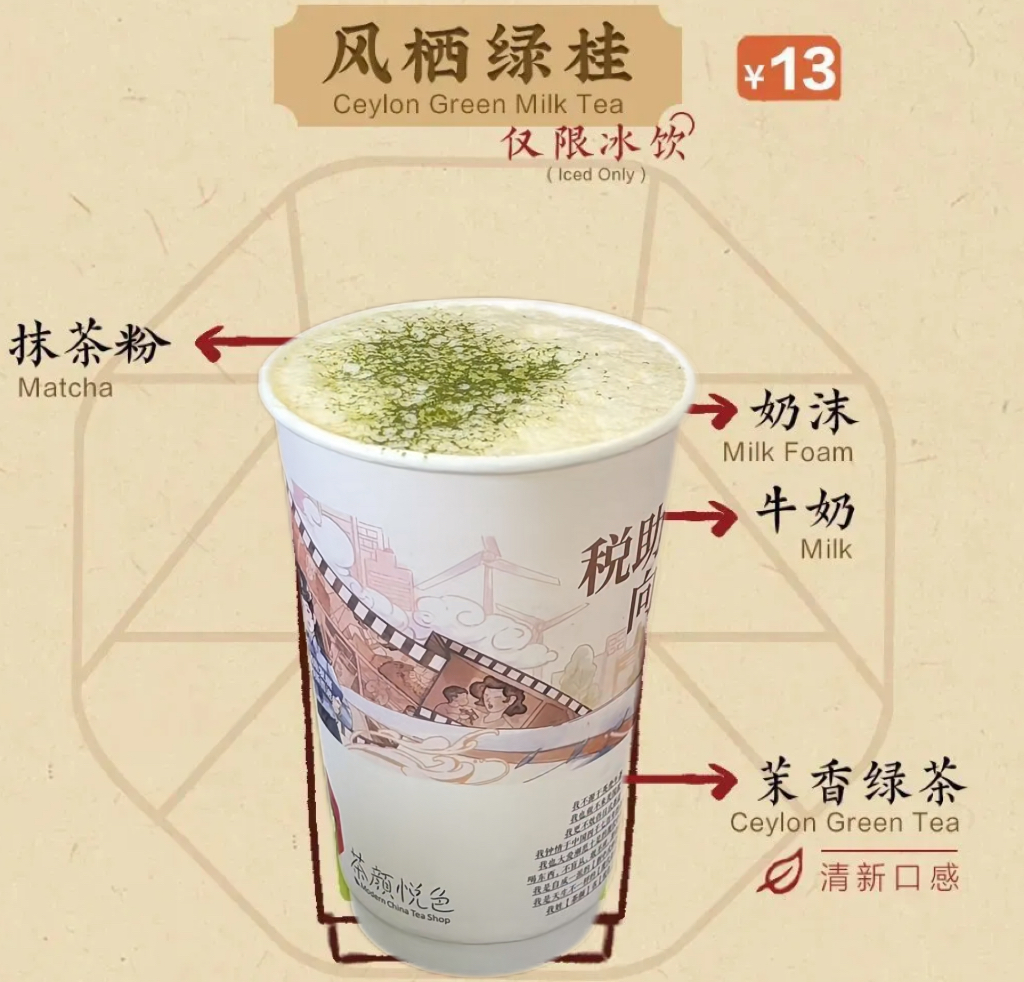 风栖绿桂
Ceylon Green Milk Tea
¥13
仅限冰饮
( Iced Only )
抹茶粉
Matcha
奶沫
Milk Foam
牛奶
Milk
税助
向
茉香绿茶
Ceylon Green Tea
清新口感
茶颜悦色
Modern China Tea Shop